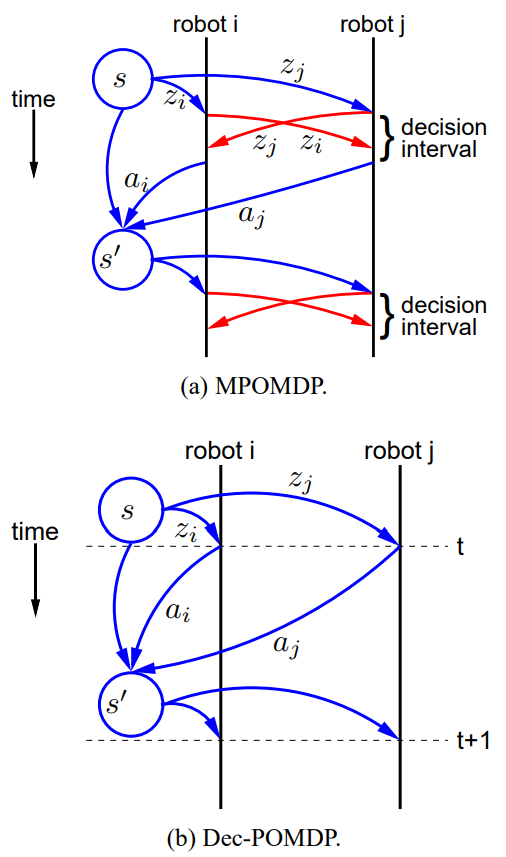 robot i robot j
s
z_j
z_i
time
decision
interval
z_j z_i
a_i
a_j
s′
decision
interval
(a) MPOMDP.
robot i robot j
s
z_j
z_i
time
t
a_i
a_j
s′
t+1
(b) Dec-POMDP.